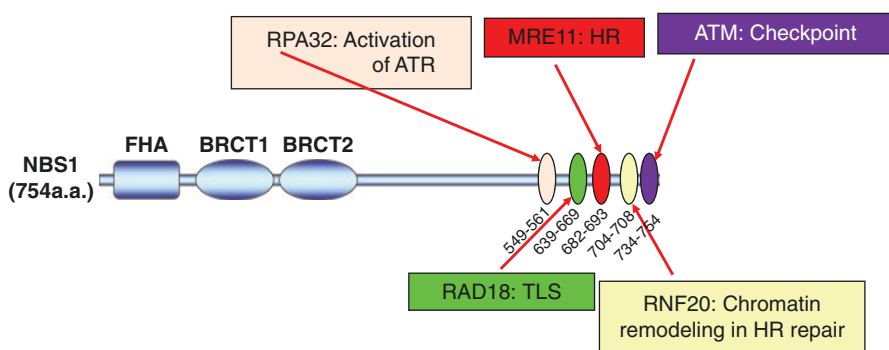 RPA32: Activation
of ATR
MRE11: HR
ATM: Checkpoint
FHA
BRCT1
BRCT2
NBS1
(754a.a.)
549-561
639-669
682-693
704-708
734-754
RAD18: TLS
RNF20: Chromatin
remodeling in HR repair